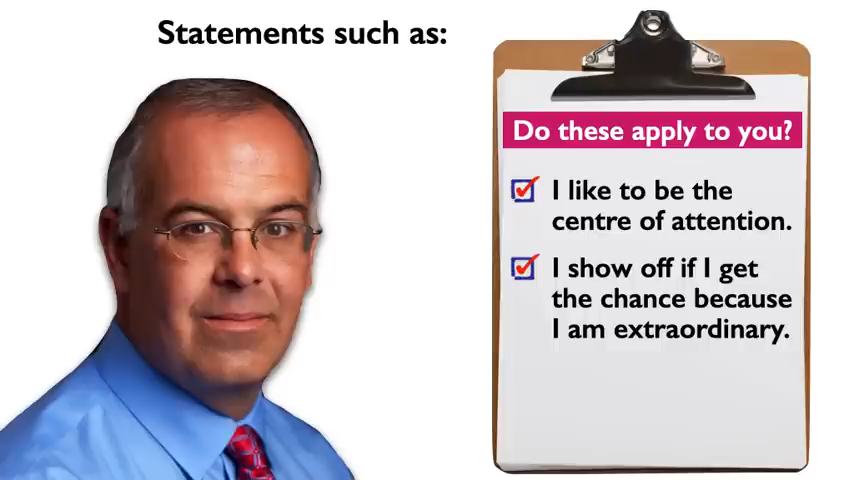 Statements such as:
Do these apply to you?
I like to be the
centre of attention.
I show off if I get
the chance because
I am extraordinary.